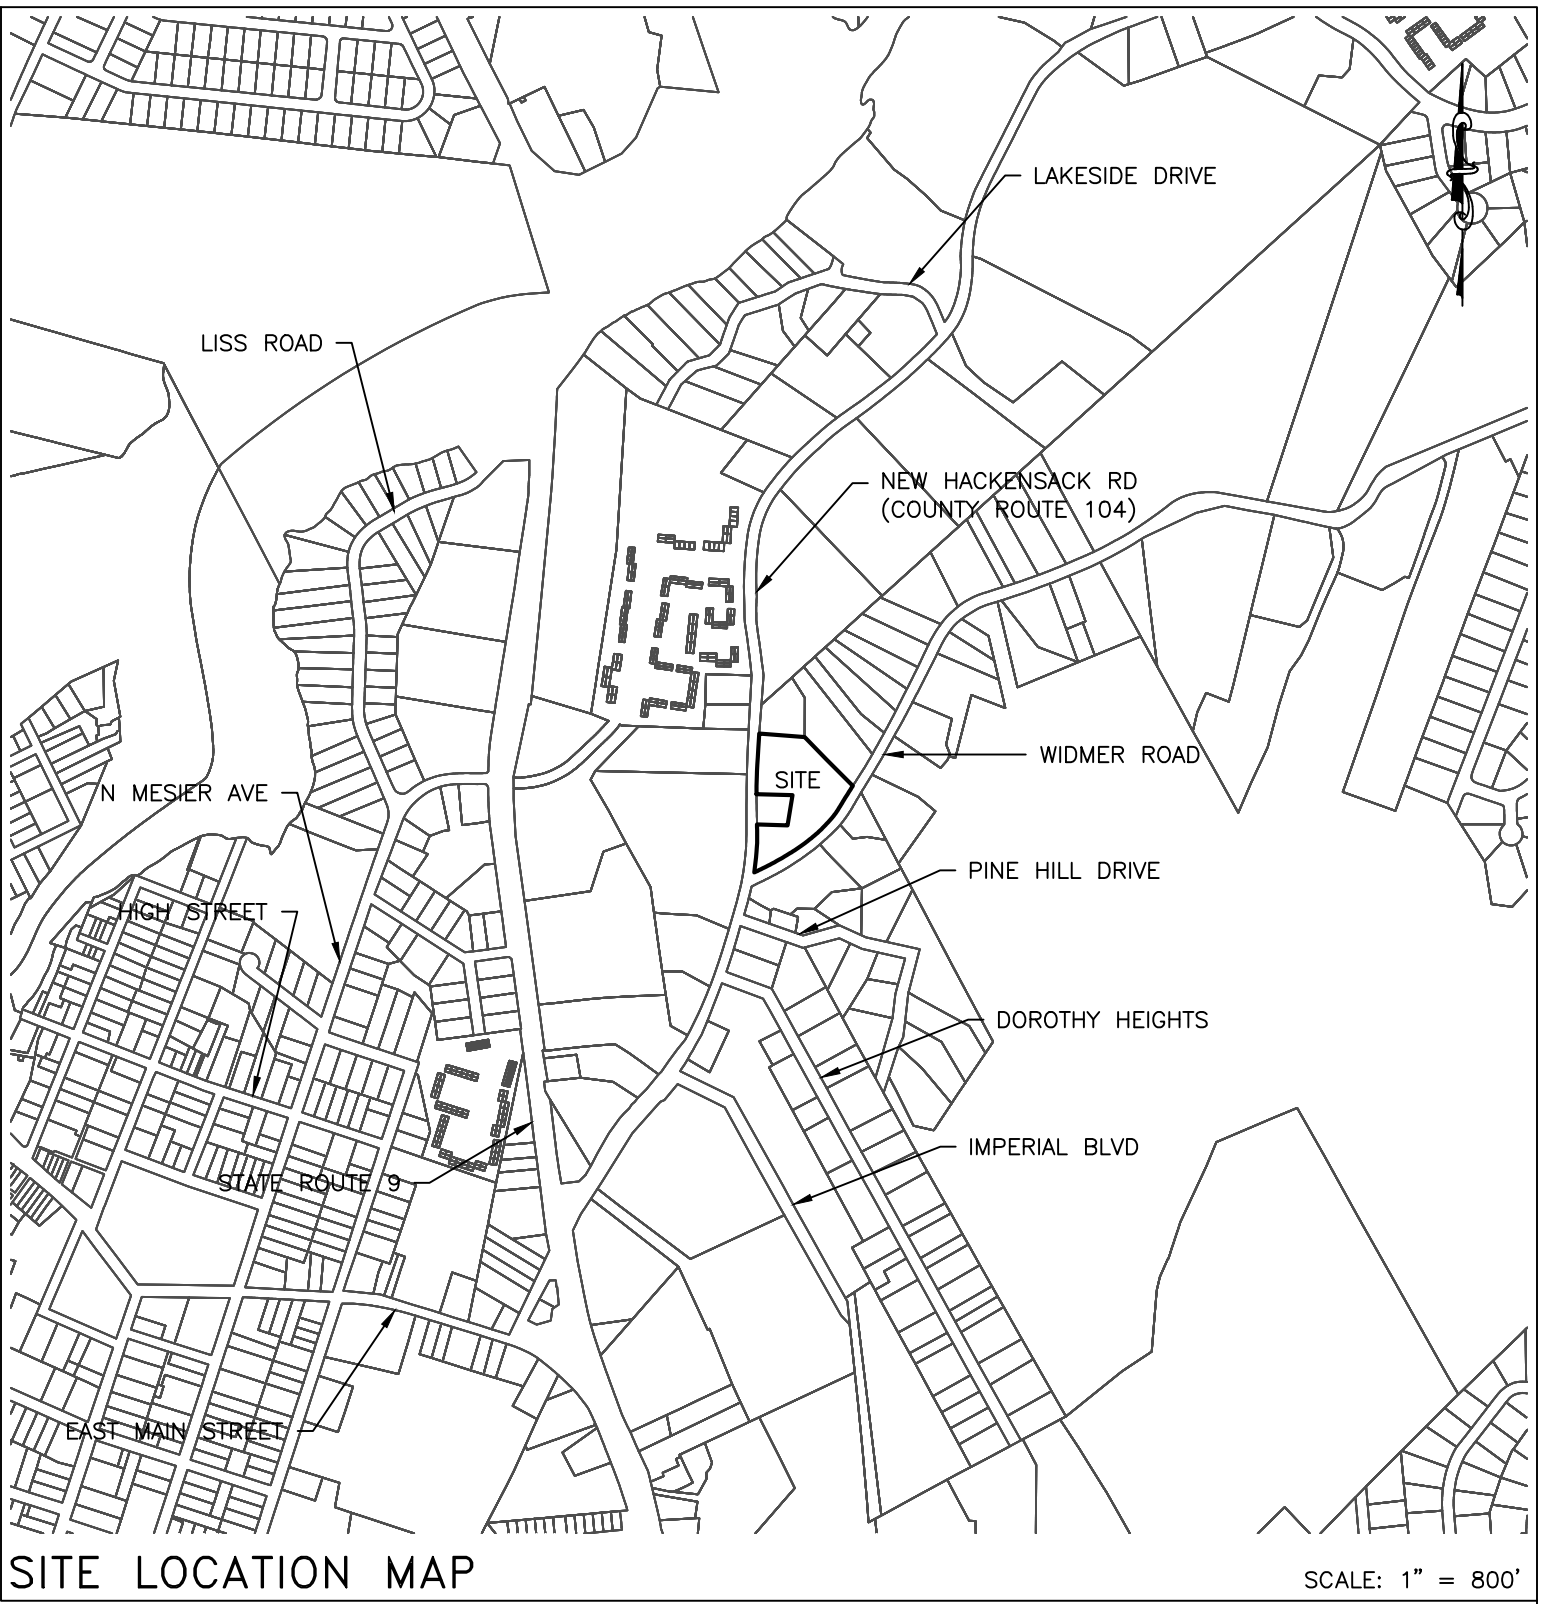 LAKESIDE DRIVE
LISS ROAD
NEW HACKENSACK RD
(COUNTY ROUTE 104)
WIDMER ROAD
SITE
N MESIER AVE
PINE HILL DRIVE
HIGH STREET
DOROTHY HEIGHTS
IMPERIAL BLVD
STATE ROUTE 9
EAST MAIN STREET
SITE LOCATION MAP
SCALE: 1" = 800'